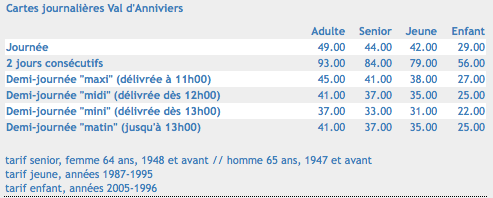 Cartes journalières Val d'Anniviers
Adulte Senior Jeune Enfant
Journée 49.00 44.00 42.00 29.00
2 jours consécutifs 93.00 84.00 79.00 56.00
Demi-journée "maxi" (délivrée à 11h00) 45.00 41.00 38.00 27.00
Demi-journée "midi" (délivrée dès 12h00) 41.00 37.00 35.00 25.00
Demi-journée "mini" (délivrée dès 13h00) 37.00 33.00 31.00 22.00
Demi-journée "matin" (jusqu'à 13h00) 41.00 37.00 35.00 25.00
tarif senior, femme 64 ans, 1948 et avant // homme 65 ans, 1947 et avant
tarif jeune, années 1987-1995
tarif enfant, années 2005-1996